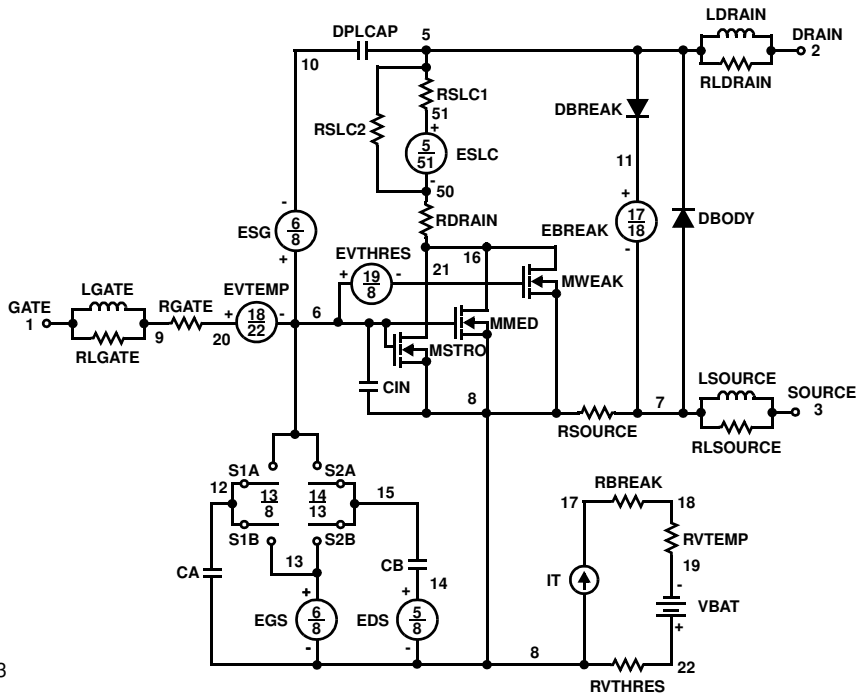 LDRAIN
DPLCAP 5 DRAIN
10 2
RLDRAIN
RSLC1
51
RSLC2
+
5
51
ESLC
-
50
DBREAK
11
+
17
18
EBREAK
-
DBODY
-
6
8
ESG
+
RDRAIN
EVTHRES
+ 19
8 -
21
16
MWEAK
LGATE
GATE
1
RLGATE
9
RGATE
20
EVTEMP
+ 18
22 -
6
MMED
MSTRO
CIN
8
RSOURCE
7
LSOURCE
SOURCE
3
RLSOURCE
S1A S2A
12
13
8
14
13
15
S1B S2B
13
CA
CB
14
+
EGS
6
8
-
+
EDS
5
8
-
RBREAK
17 18
RVTEMP
19
-
IT
VBAT
+
8
22
RVTHRES
3